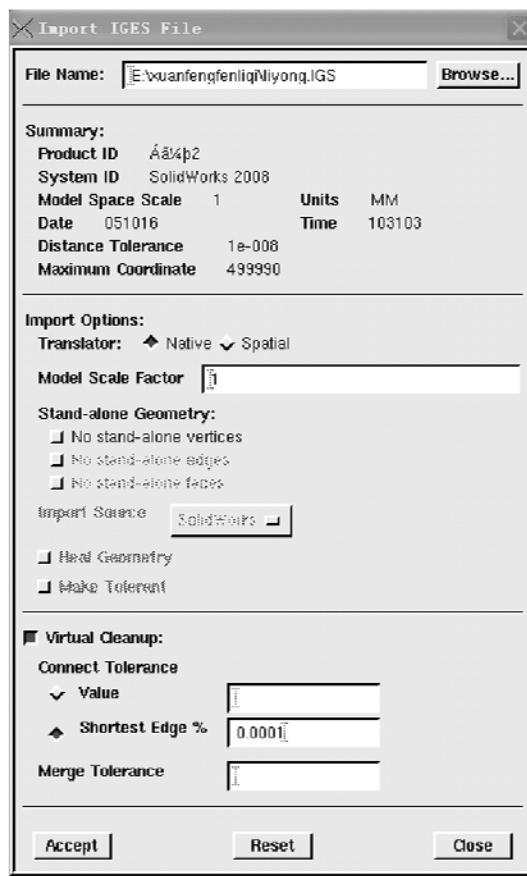 Import IGES File
File Name: E:\xuanfengfenliqi\liyong.IGS Browse...
Summary:
Product ID Áã¼þ2
System ID SolidWorks 2008
Model Space Scale 1 Units MM
Date 051016 Time 103103
Distance Tolerance 1e-008
Maximum Coordinate 499990
Import Options:
Translator: Native Spatial
Model Scale Factor 1
Stand-alone Geometry:
No stand-alone vertices
No stand-alone edges
No stand-alone faces
Import Source SolidWorks
Heal Geometry
Make Tolerent
Virtual Cleanup:
Connect Tolerance
Value
Shortest Edge % 0.0001
Merge Tolerance
Accept Reset Close